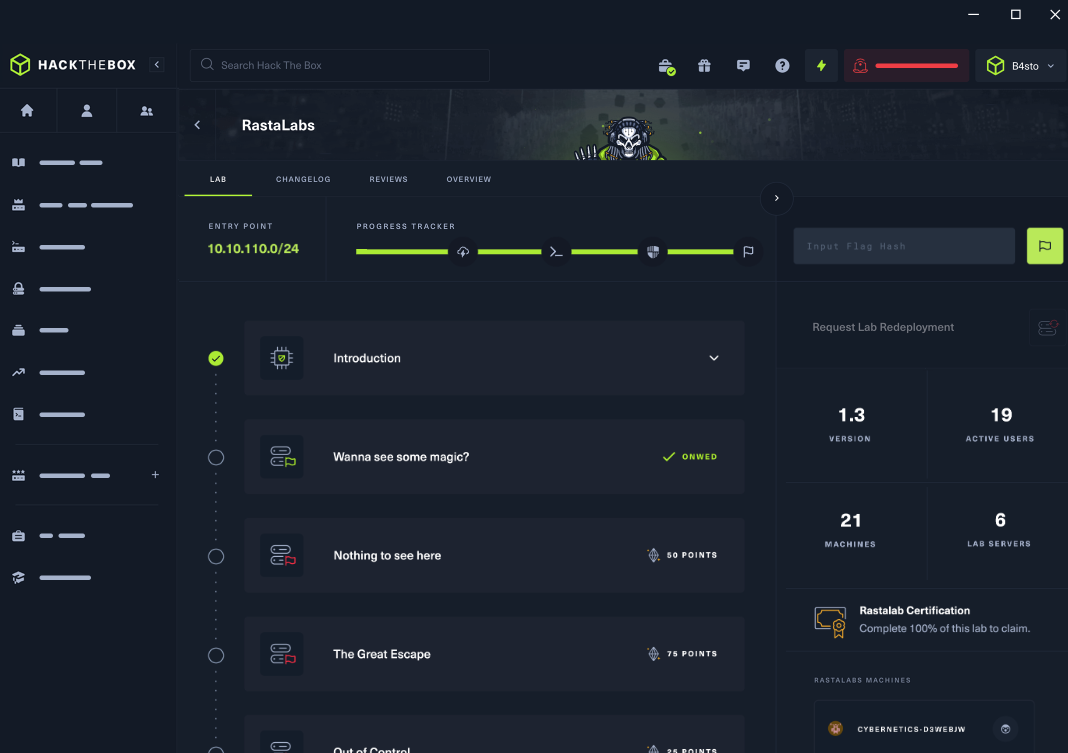 HACKTHEBOX
Search Hack The Box
B4sto
RastaLabs
LAB
CHANGELOG
REVIEWS
OVERVIEW
ENTRY POINT
10.10.110.0/24
PROGRESS TRACKER
Input Flag Hash
Request Lab Redeployment
Introduction
Wanna see some magic?
ONWED
Nothing to see here
50 POINTS
The Great Escape
75 POINTS
Out of Control
25 POINTS
1.3
VERSION
19
ACTIVE USERS
21
MACHINES
6
LAB SERVERS
Rastalab Certification
Complete 100% of this lab to claim.
RASTALABS MACHINES
CYBERNETICS-D3WEBJW